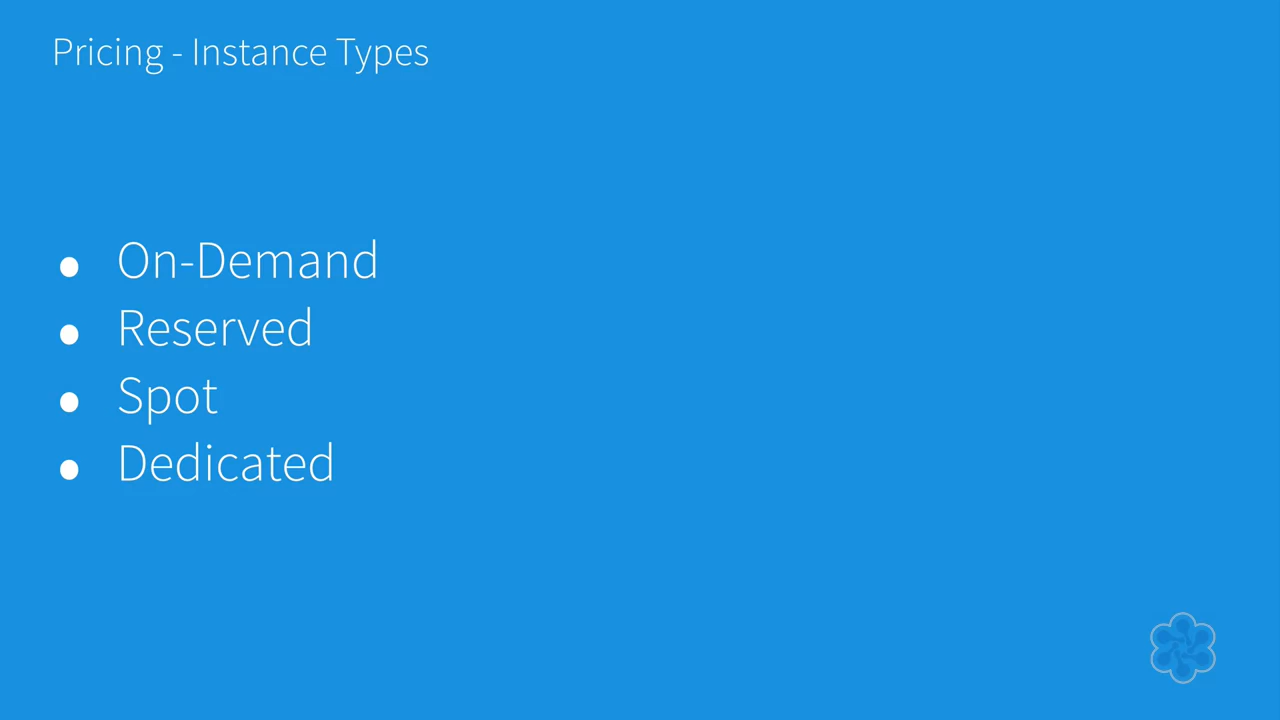 Pricing - Instance Types
● On-Demand
● Reserved
● Spot
● Dedicated